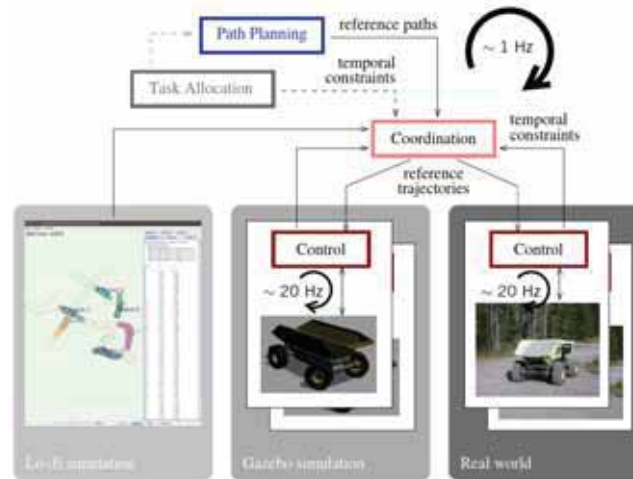 reference paths
Path Planning
~ 1 Hz
temporal
constraints
Task Allocation
temporal
constraints
Coordination
reference
trajectories
Control
Control
~ 20 Hz
~ 20 Hz
Lo-fi simulation
Gazebo simulation
Real world